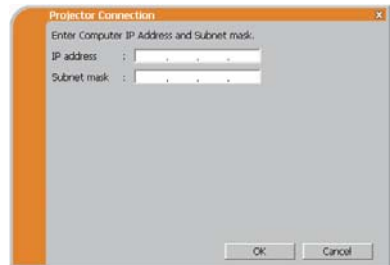 Projector Connection x
Enter Computer IP Address and Subnet mask.
IP address : . . .
Subnet mask : . . .
OK Cancel